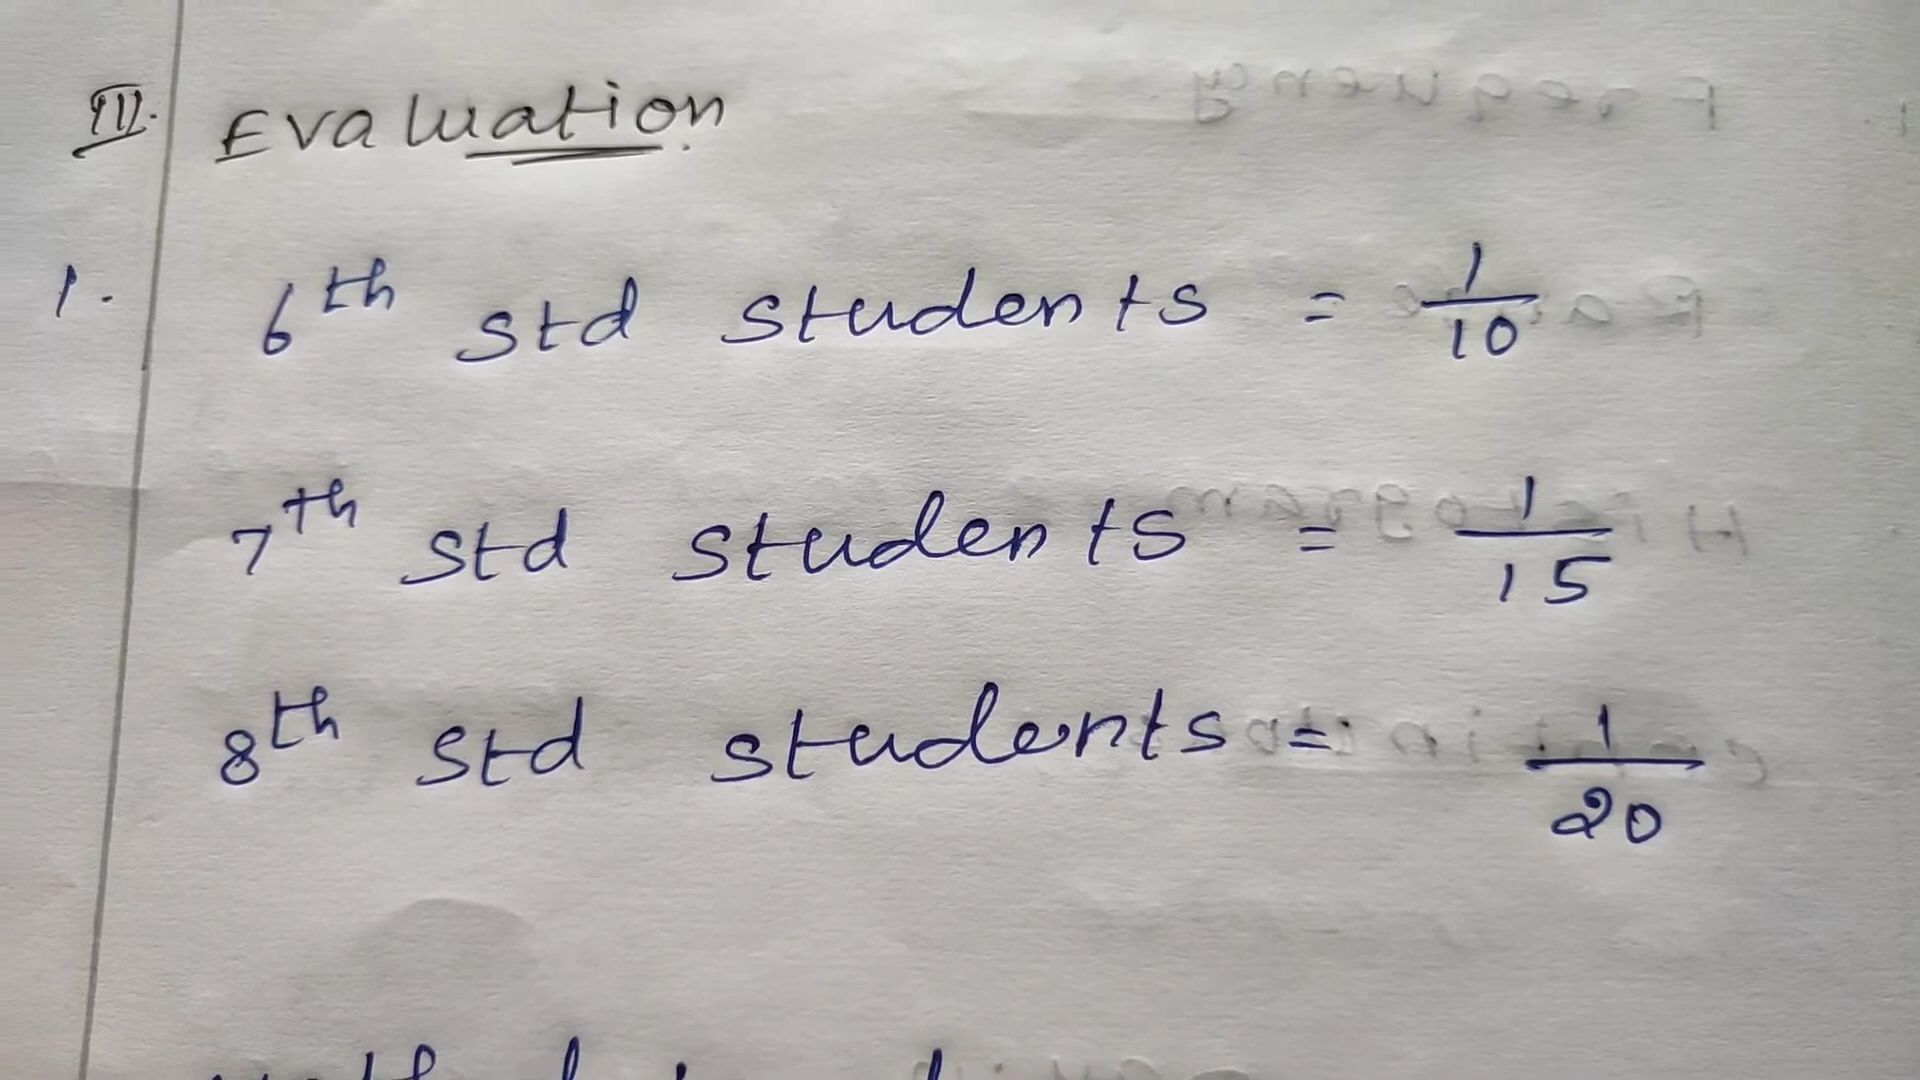 III. Evaluation.
1. 6th std students = 1/10
7th std students = 1/15
8th std students = 1/20